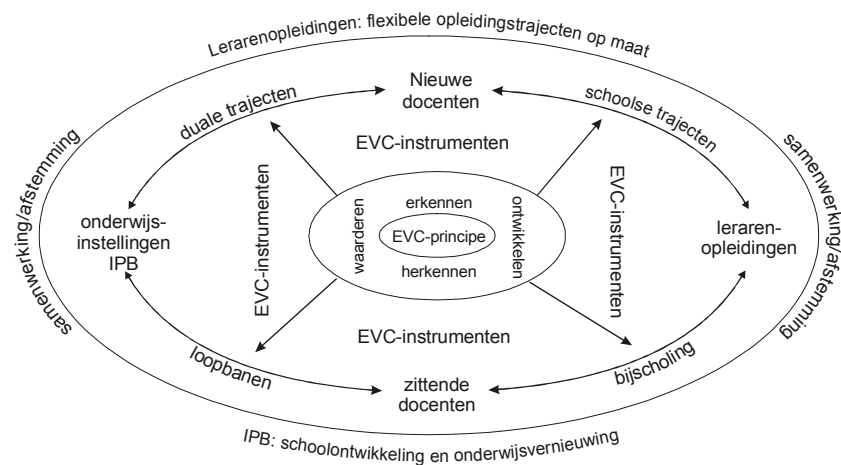 Lerarenopleidingen: flexibele opleidingstrajecten op maat
Nieuwe
docenten
duale trajecten
schoolse trajecten
EVC-instrumenten
samenwerking/afstemming
samenwerking/afstemming
EVC-instrumenten
EVC-instrumenten
onderwijs-
instellingen
IPB
waarderen
erkennen
EVC-principe
herkennen
ontwikkelen
leraren-
opleidingen
EVC-instrumenten
loopbanen
bijscholing
zittende
docenten
IPB: schoolontwikkeling en onderwijsvernieuwing